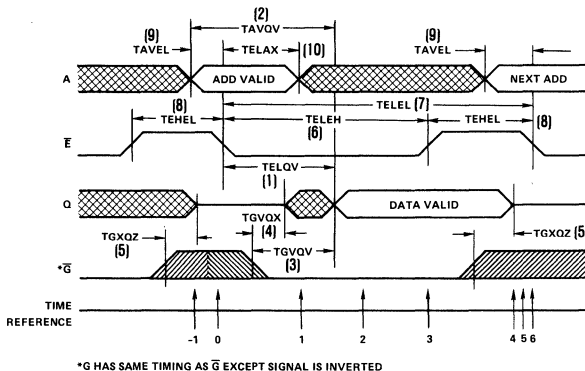 (2)
TAVQV
(9)
TAVEL
TELAX
(10)
(9)
TAVEL
A
ADD VALID
NEXT ADD
(8)
TEHEL
TELEL (7)
TELEH
(6)
TEHEL
(8)
E
TELQV
(1)
Q
TGVQX
(4)
DATA VALID
TGXQZ
(5)
TGVQV
(3)
TGXQZ (5
*G
TIME
REFERENCE
-1 0 1 2 3 4 5 6
*G HAS SAME TIMING AS G EXCEPT SIGNAL IS INVERTED